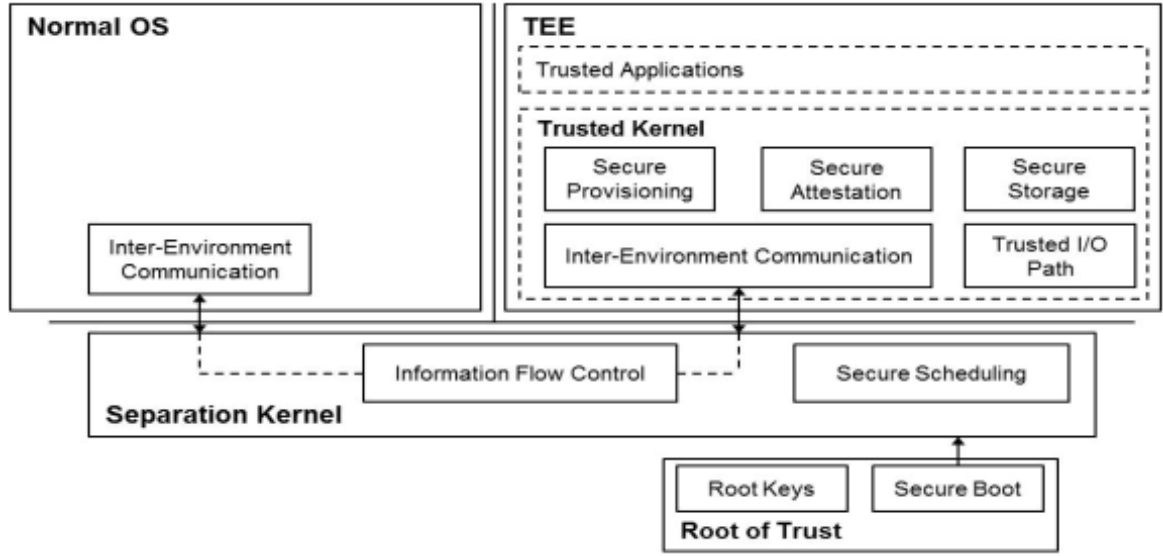 Normal OS
Inter-Environment
Communication
TEE
Trusted Applications
Trusted Kernel
Secure
Provisioning
Secure
Attestation
Secure
Storage
Inter-Environment Communication
Trusted I/O
Path
Information Flow Control
Secure Scheduling
Separation Kernel
Root Keys
Secure Boot
Root of Trust